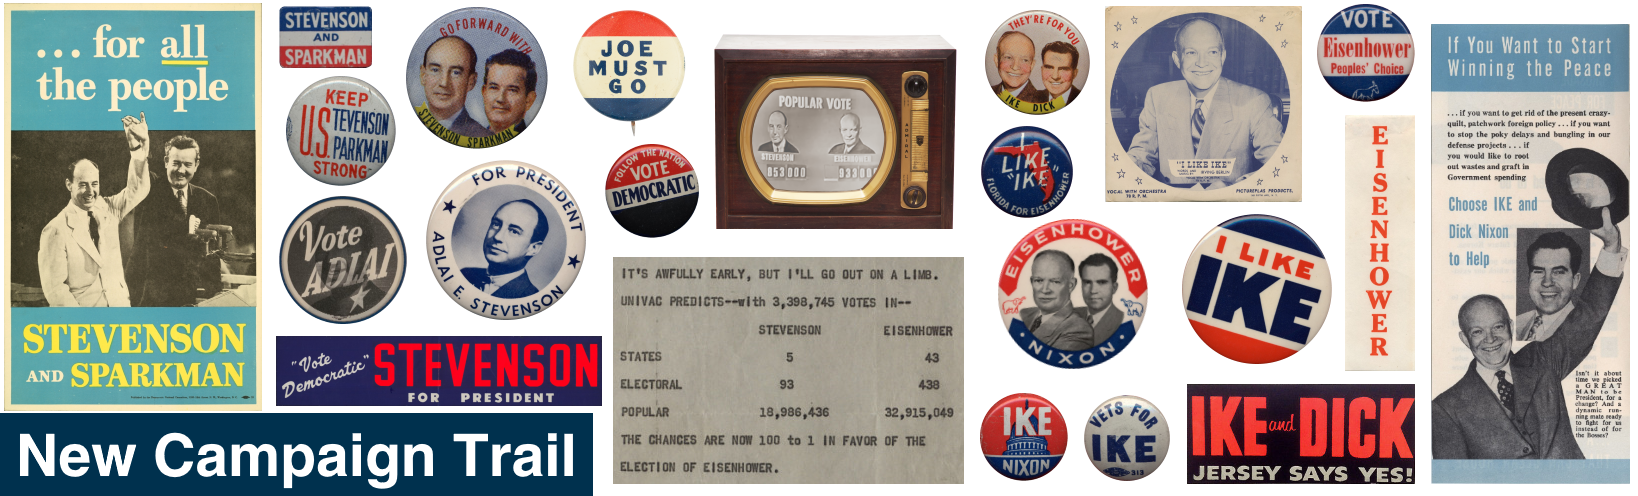 ... for all
the people
STEVENSON
AND SPARKMAN
STEVENSON
AND
SPARKMAN
KEEP
U.S.
STEVENSON
SPARKMAN
STRONG
GO FORWARD WITH
STEVENSON SPARKMAN
Vote
ADLAI
FOR PRESIDENT
ADLAI E. STEVENSON
"Vote
Democratic"
STEVENSON
FOR PRESIDENT
New Campaign Trail
JOE
MUST
GO
FOLLOW THE NATION
VOTE
DEMOCRATIC
POPULAR VOTE
STEVENSON EISENHOWER
853000 933000
ADMIRAL
IT'S AWFULLY EARLY, BUT I'LL GO OUT ON A LIMB.
UNIVAC PREDICTS--with 3,398,745 VOTES IN--
STEVENSON EISENHOWER
STATES 5 43
ELECTORAL 93 438
POPULAR 18,986,436 32,915,049
THE CHANCES ARE NOW 100 to 1 IN FAVOR OF THE
ELECTION OF EISENHOWER.
THEY'RE FOR YOU
IKE DICK
I
LIKE
"IKE"
FLORIDA FOR EISENHOWER
"I LIKE IKE"
IRVING BERLIN
VOCAL WITH ORCHESTRA
78 R.P.M.
PICTUREPLAS PRODUCTS,
VOTE
Eisenhower
Peoples' Choice
EISENHOWER
NIXON
I LIKE
IKE
EISENHOWER
IKE
NIXON
VETS FOR
IKE
313
IKE and DICK
JERSEY SAYS YES!
If You Want to Start
Winning the Peace
... if you want to get rid of the present crazy-
quilt, patchwork foreign policy ... if you want
to stop the poky delays and bungling in our
defense projects ... if
you would like to root
out wastes and graft in
Government spending
Choose IKE and
Dick Nixon
to Help
Isn't it about
time we picked
a GREAT
MAN to be
President, for a
change? And a
dynamic run-
ning mate ready
to fight for us
instead of for
the Bosses?